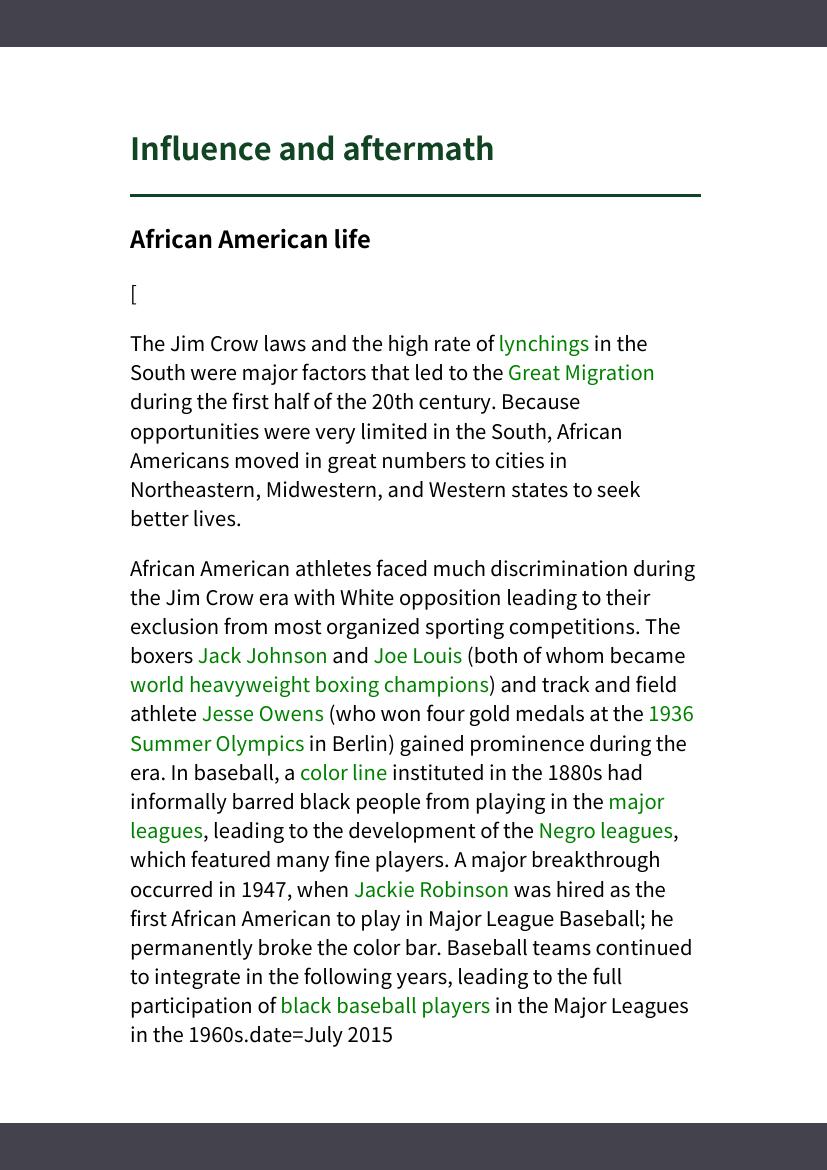 Influence and aftermath
African American life
[
The Jim Crow laws and the high rate of lynchings in the
South were major factors that led to the Great Migration
during the first half of the 20th century. Because
opportunities were very limited in the South, African
Americans moved in great numbers to cities in
Northeastern, Midwestern, and Western states to seek
better lives.
African American athletes faced much discrimination during
the Jim Crow era with White opposition leading to their
exclusion from most organized sporting competitions. The
boxers Jack Johnson and Joe Louis (both of whom became
world heavyweight boxing champions) and track and field
athlete Jesse Owens (who won four gold medals at the 1936
Summer Olympics in Berlin) gained prominence during the
era. In baseball, a color line instituted in the 1880s had
informally barred black people from playing in the major
leagues, leading to the development of the Negro leagues,
which featured many fine players. A major breakthrough
occurred in 1947, when Jackie Robinson was hired as the
first African American to play in Major League Baseball; he
permanently broke the color bar. Baseball teams continued
to integrate in the following years, leading to the full
participation of black baseball players in the Major Leagues
in the 1960s.date=July 2015